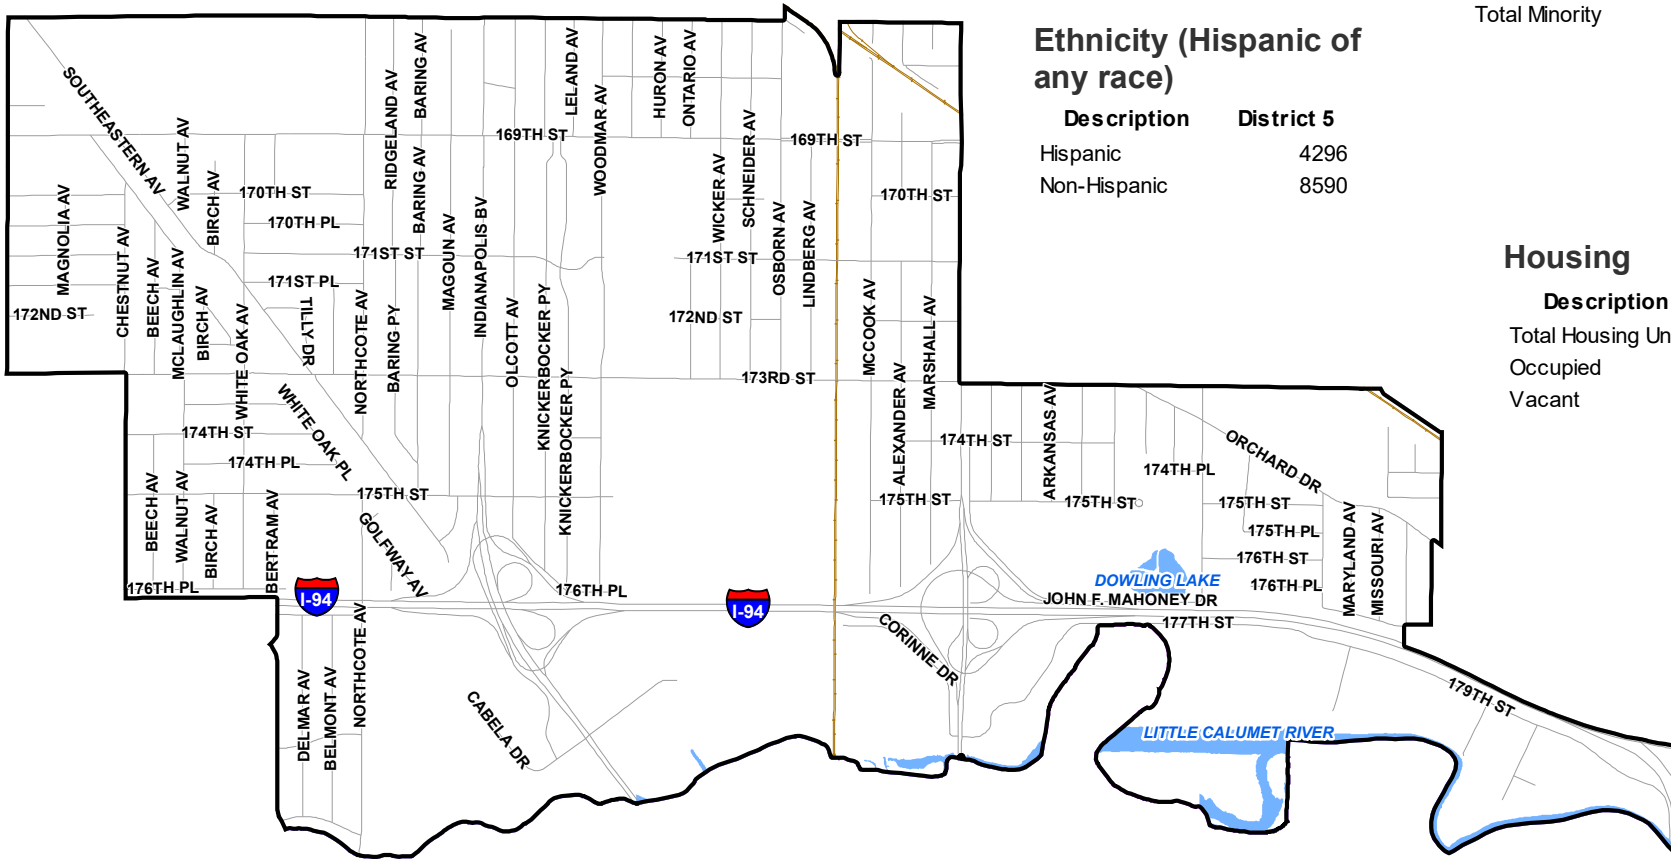 Total Minority
Ethnicity (Hispanic of
any race)
Description District 5
Hispanic 4296
Non-Hispanic 8590
Housing
Description
Total Housing Un
Occupied
Vacant
SOUTHEASTERN AV
WALNUT AV
BIRCH AV
MAGNOLIA AV
CHESTNUT AV
BEECH AV
MCLAUGHLIN AV
BIRCH AV
WHITE OAK AV
TILLY DR
NORTHCOTE AV
RIDGELAND AV
BARING AV
BARING AV
BARING PY
MAGOUN AV
INDIANAPOLIS BV
OLCOTT AV
KNICKERBOCKER PY
KNICKERBOCKER PY
LELAND AV
WOODMAR AV
HURON AV
ONTARIO AV
WICKER AV
SCHNEIDER AV
OSBORN AV
LINDBERG AV
MCCOOK AV
ALEXANDER AV
MARSHALL AV
ARKANSAS AV
169TH ST
169TH ST
170TH ST
170TH ST
170TH PL
171ST ST
171ST ST
171ST PL
172ND ST
172ND ST
173RD ST
WHITE OAK PL
174TH ST
174TH ST
174TH PL
174TH PL
ORCHARD DR
175TH ST
175TH ST
175TH ST
175TH ST
175TH PL
176TH ST
176TH PL
BEECH AV
WALNUT AV
BIRCH AV
BERTRAM AV
GOLFWAY AV
MARYLAND AV
MISSOURI AV
176TH PL
176TH PL
I-94
I-94
DOWLING LAKE
JOHN F. MAHONEY DR
177TH ST
CORINNE DR
DELMAR AV
BELMONT AV
NORTHCOTE AV
CABELA DR
179TH ST
LITTLE CALUMET RIVER